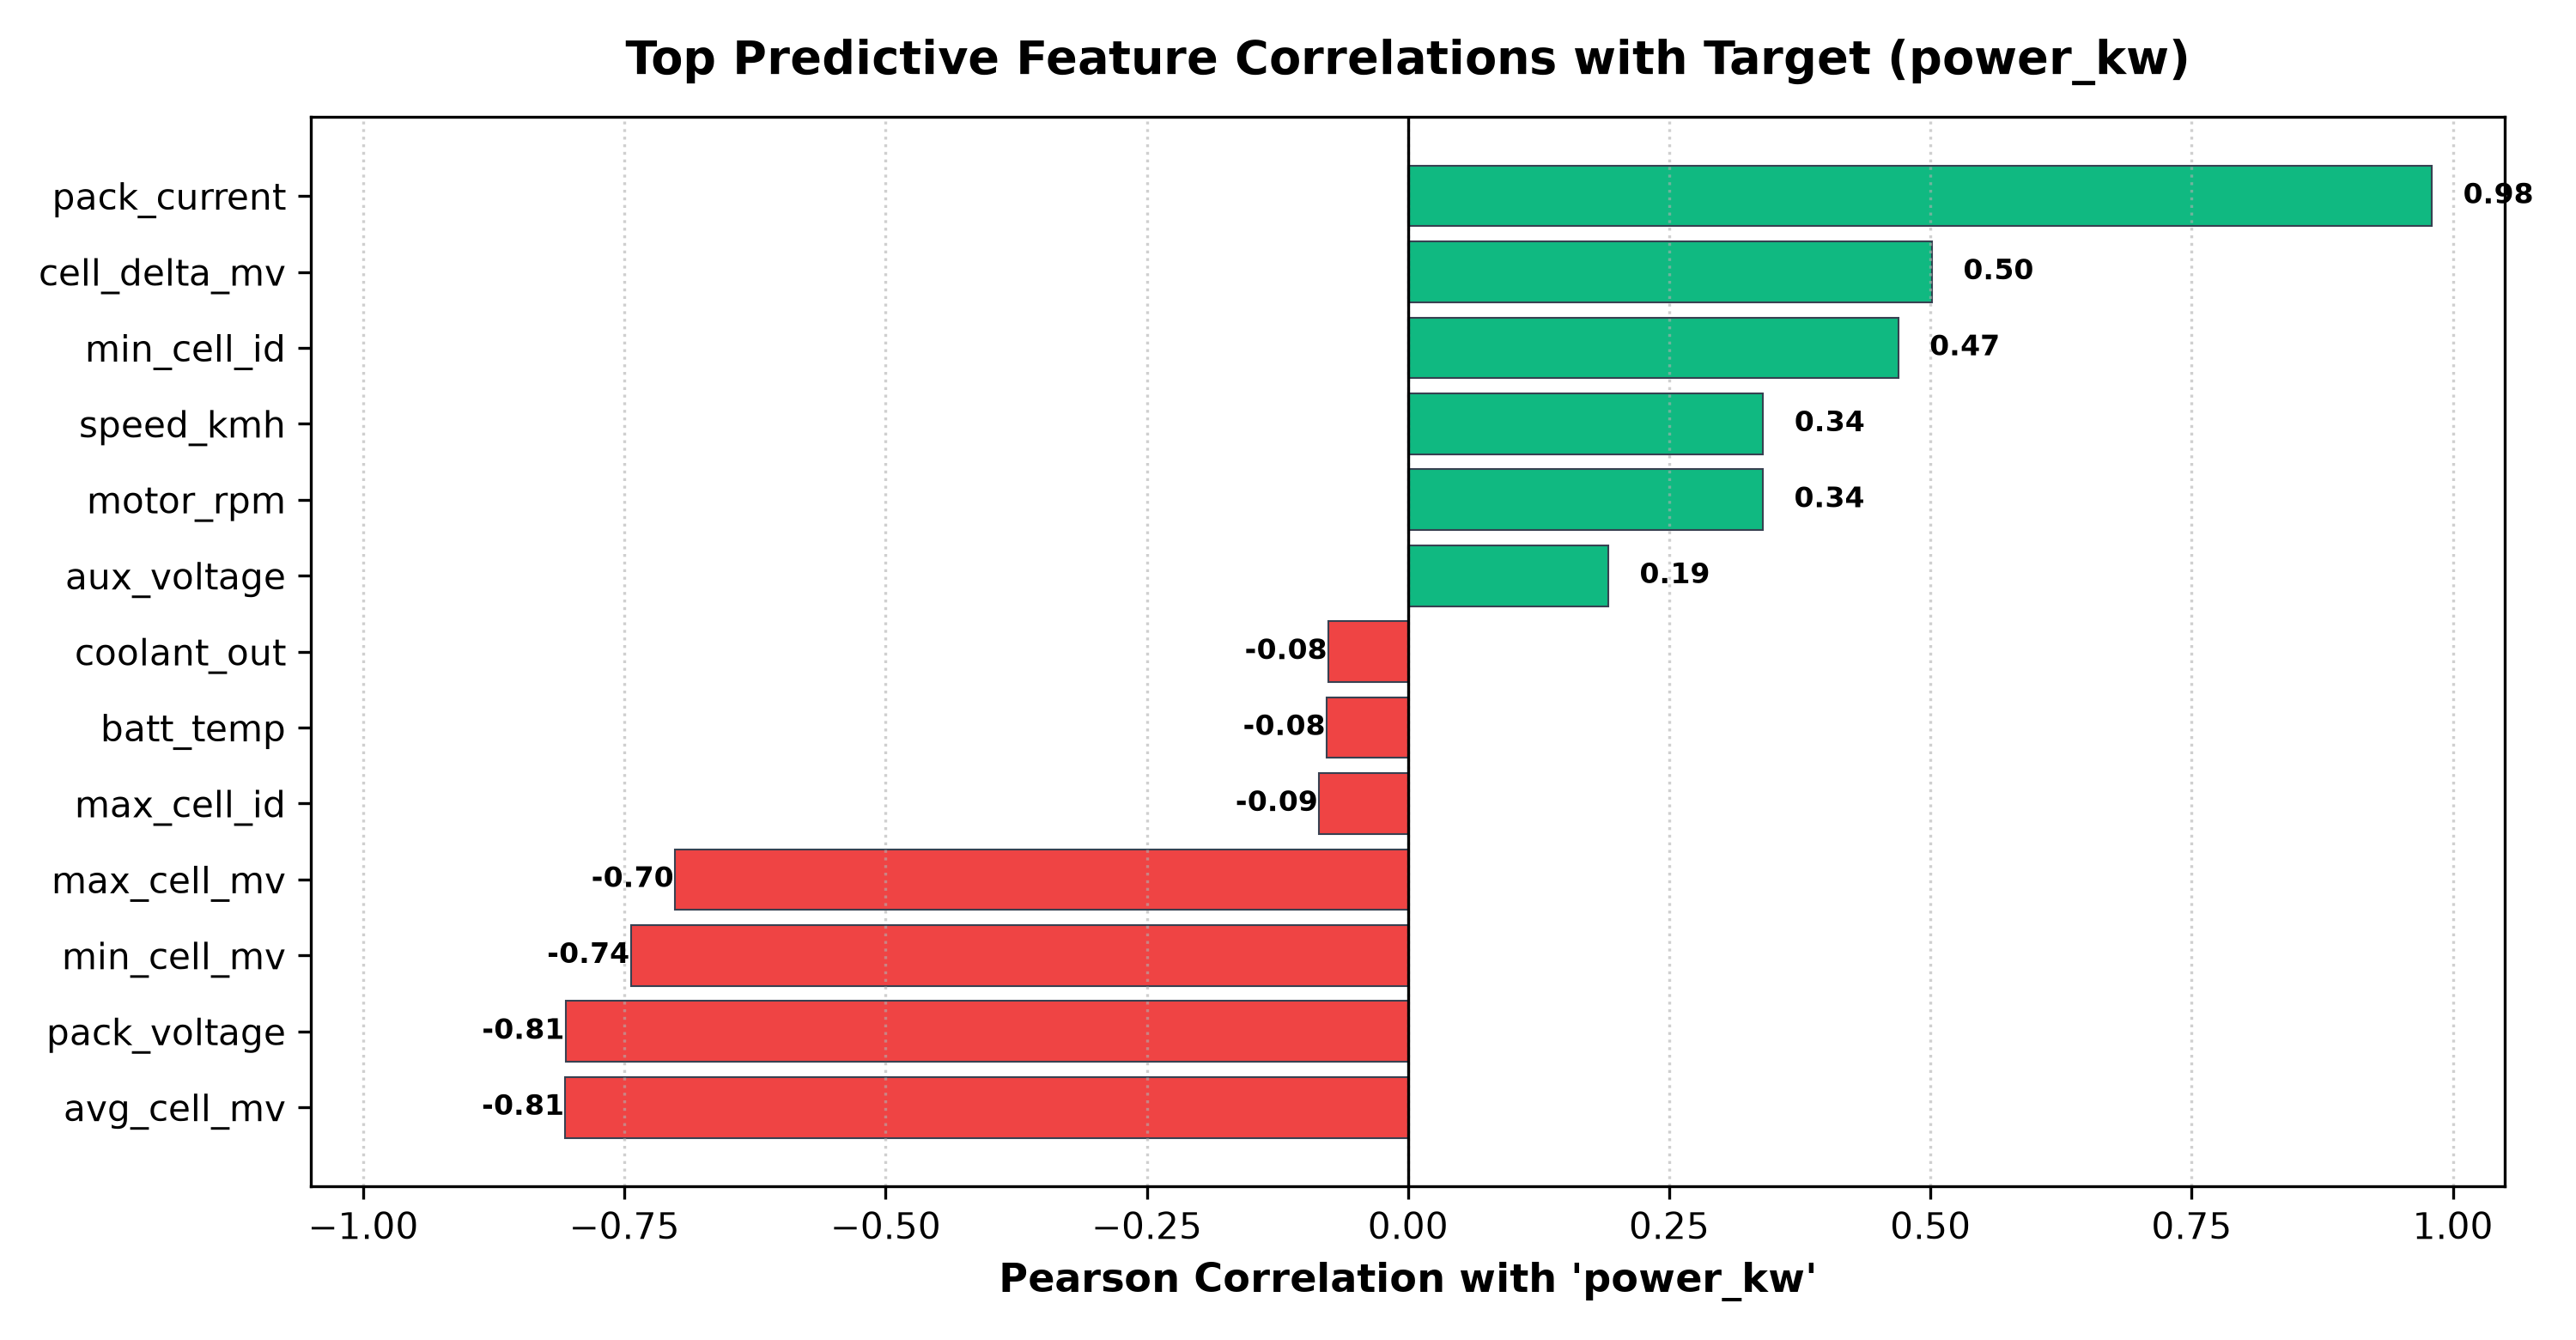 Top Predictive Feature Correlations with Target (power_kw)
pack_current 0.98
cell_delta_mv 0.50
min_cell_id 0.47
speed_kmh 0.34
motor_rpm 0.34
aux_voltage 0.19
coolant_out -0.08
batt_temp -0.08
max_cell_id -0.09
max_cell_mv -0.70
min_cell_mv -0.74
pack_voltage -0.81
avg_cell_mv -0.81
−1.00 −0.75 −0.50 −0.25 0.00 0.25 0.50 0.75 1.00
Pearson Correlation with 'power_kw'